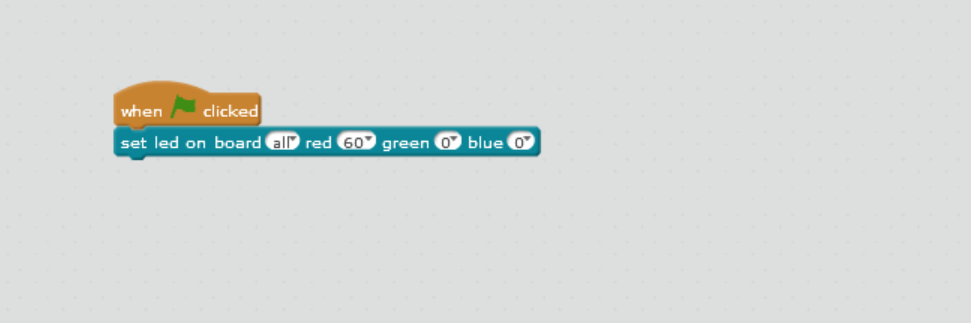 when clicked
set led on board all red 60 green 0 blue 0